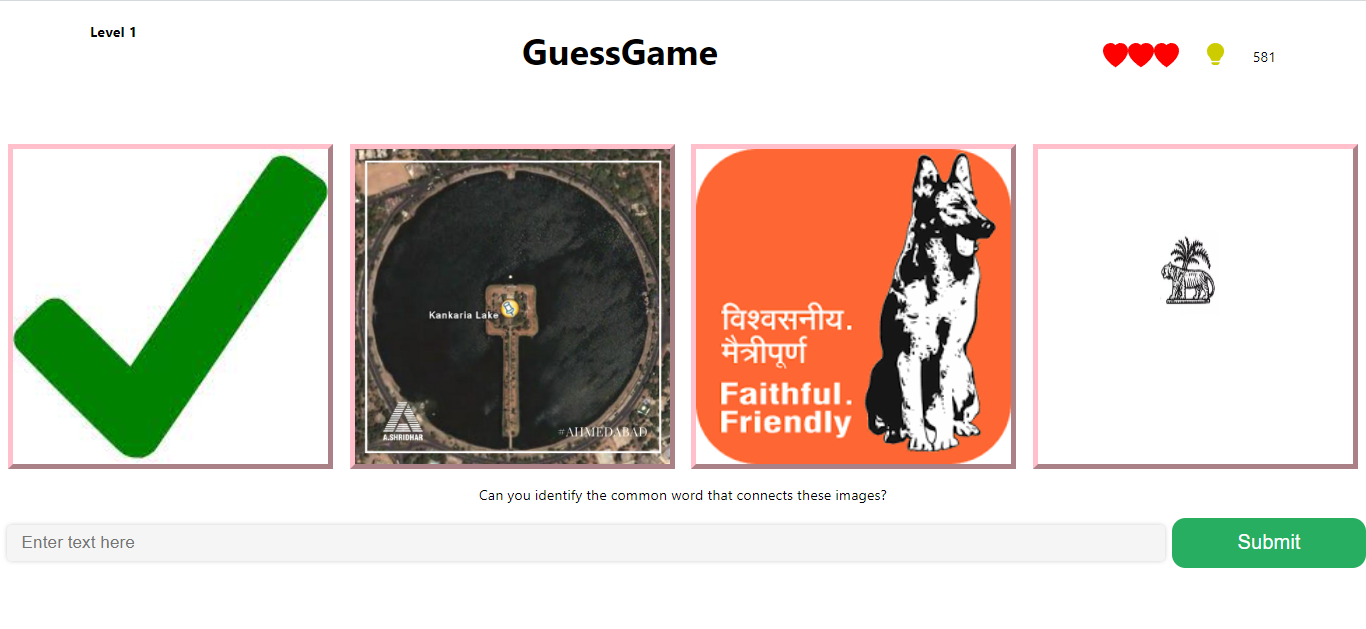 Level 1
GuessGame
581
Kankaria Lake
A.SHRIDHAR
#AHMEDABAD
विश्वसनीय.
मैत्रीपूर्ण
Faithful.
Friendly
Can you identify the common word that connects these images?
Enter text here
Submit